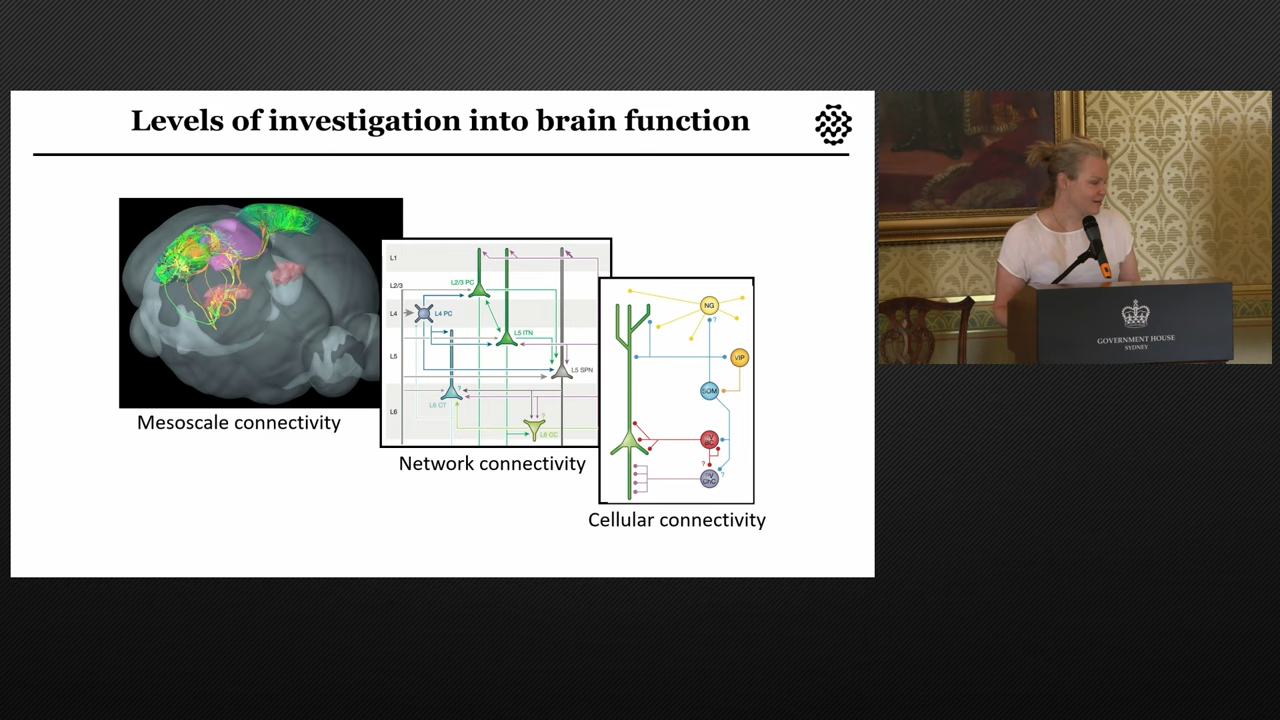 Levels of investigation into brain function
L1
L2/3
L2/3 PC
L4
L4 PC
L5 ITN
L5
L5 SPN
?
L6 CT
L6
?
L6 CC
Mesoscale connectivity
Network connectivity
NG
?
VIP
SOM
?
?
ChC
Cellular connectivity
GOVERNMENT HOUSE
SYDNEY